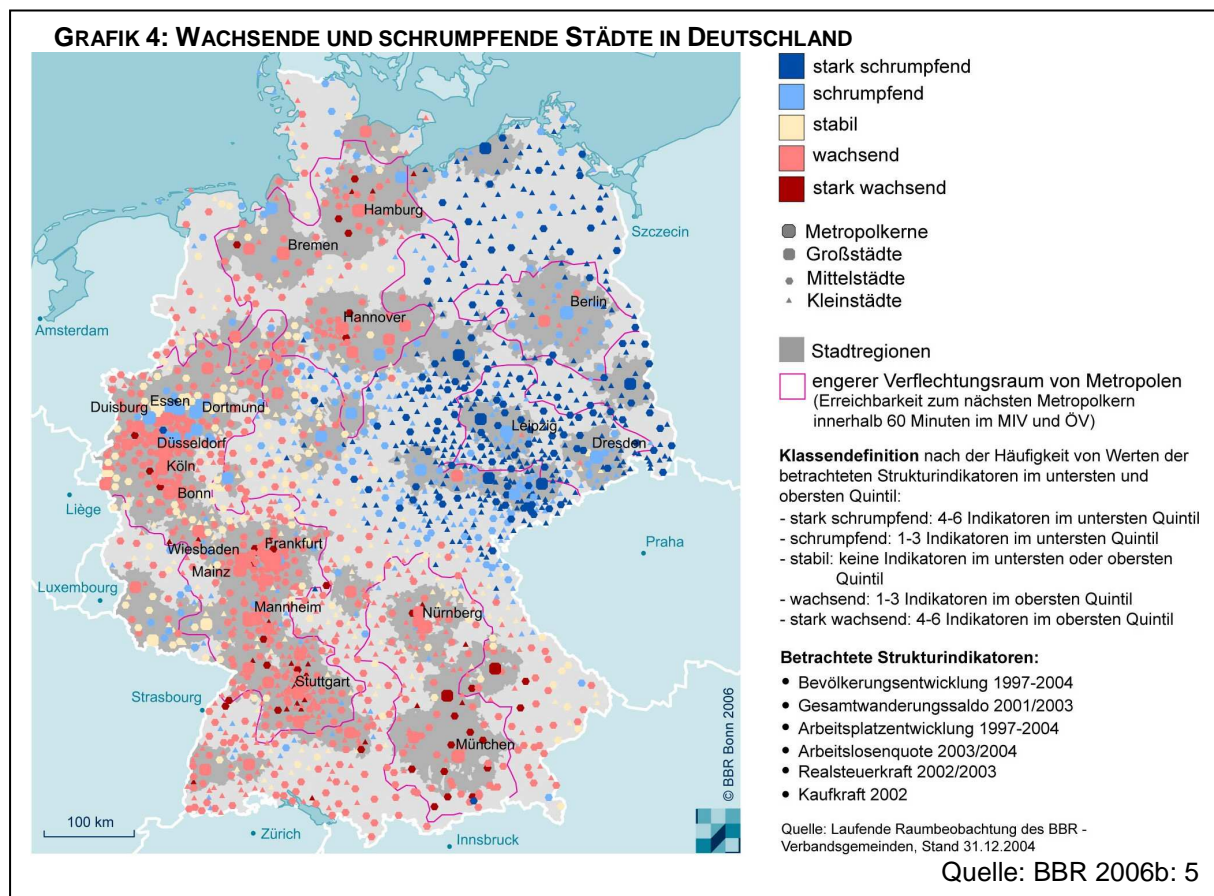 GRAFIK 4: WACHSENDE UND SCHRUMPFENDE STÄDTE IN DEUTSCHLAND
stark schrumpfend
schrumpfend
stabil
wachsend
stark wachsend
Metropolkerne
Großstädte
Mittelstädte
Kleinstädte
Stadtregionen
engerer Verflechtungsraum von Metropolen
(Erreichbarkeit zum nächsten Metropolkern
innerhalb 60 Minuten im MIV und ÖV)
Klassendefinition nach der Häufigkeit von Werten der
betrachteten Strukturindikatoren im untersten und
obersten Quintil:
- stark schrumpfend: 4-6 Indikatoren im untersten Quintil
- schrumpfend: 1-3 Indikatoren im untersten Quintil
- stabil: keine Indikatoren im untersten oder obersten
Quintil
- wachsend: 1-3 Indikatoren im obersten Quintil
- stark wachsend: 4-6 Indikatoren im obersten Quintil
Betrachtete Strukturindikatoren:
• Bevölkerungsentwicklung 1997-2004
• Gesamtwanderungssaldo 2001/2003
• Arbeitsplatzentwicklung 1997-2004
• Arbeitslosenquote 2003/2004
• Realsteuerkraft 2002/2003
• Kaufkraft 2002
Quelle: Laufende Raumbeobachtung des BBR -
Verbandsgemeinden, Stand 31.12.2004
Quelle: BBR 2006b: 5
Hamburg
Szczecin
Bremen
Berlin
Amsterdam
Hannover
Essen
Duisburg
Dortmund
Düsseldorf
Leipzig
Dresden
Köln
Bonn
Liège
Wiesbaden
Frankfurt
Praha
Mainz
Luxembourg
Mannheim
Nürnberg
Stuttgart
Strasbourg
München
© BBR Bonn 2006
100 km
Zürich
Innsbruck